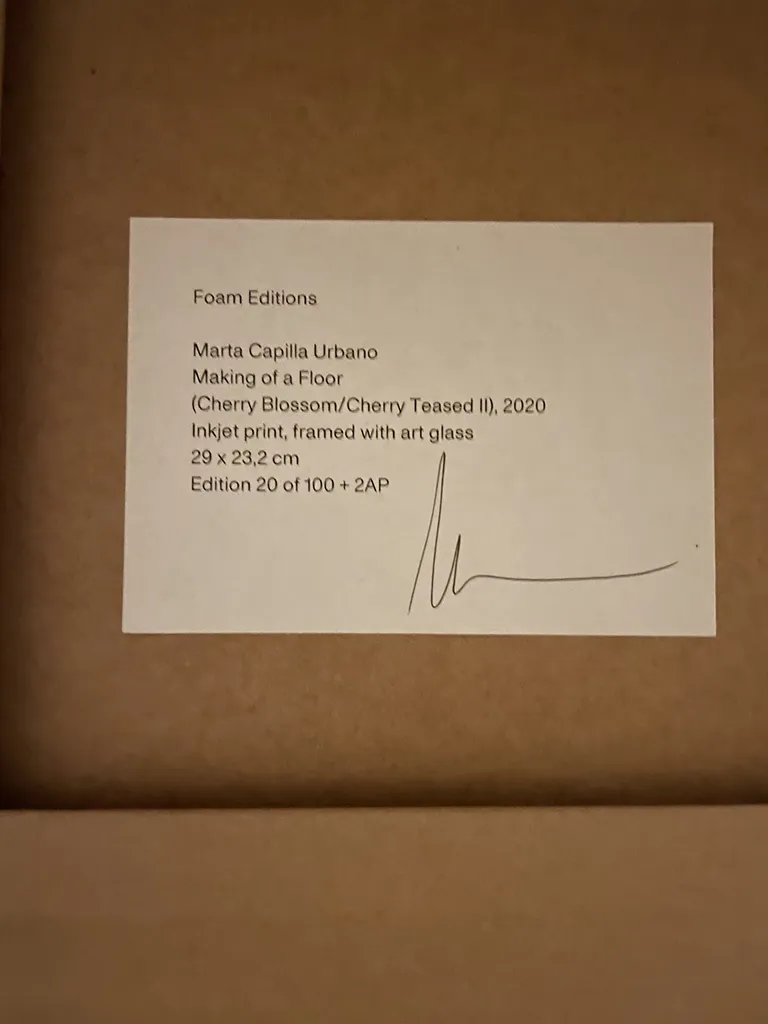 Foam Editions
Marta Capilla Urbano
Making of a Floor
(Cherry Blossom/Cherry Teased II), 2020
Inkjet print, framed with art glass
29 x 23,2 cm
Edition 20 of 100 + 2AP